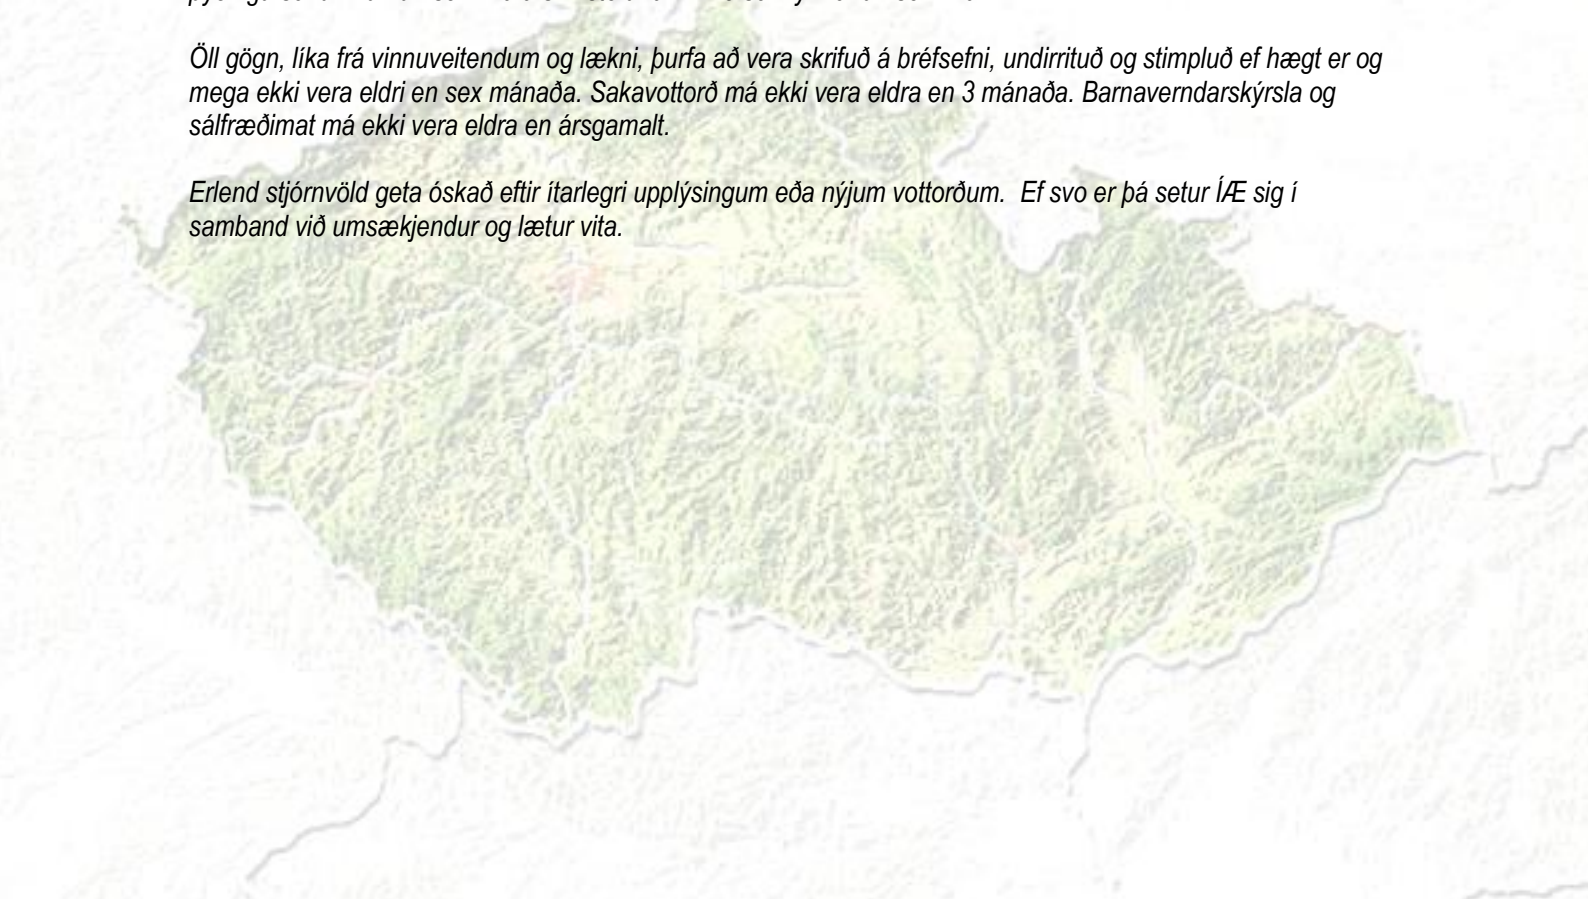 Öll gögn, líka frá vinnuveitendum og lækni, þurfa að vera skrifuð á bréfsefni, undirrituð og stimpluð ef hægt er og
mega ekki vera eldri en sex mánaða. Sakavottorð má ekki vera eldra en 3 mánaða. Barnaverndarskýrsla og
sálfræðimat má ekki vera eldra en ársgamalt.
Erlend stjórnvöld geta óskað eftir ítarlegri upplýsingum eða nýjum vottorðum.  Ef svo er þá setur ÍÆ sig í
samband við umsækjendur og lætur vita.